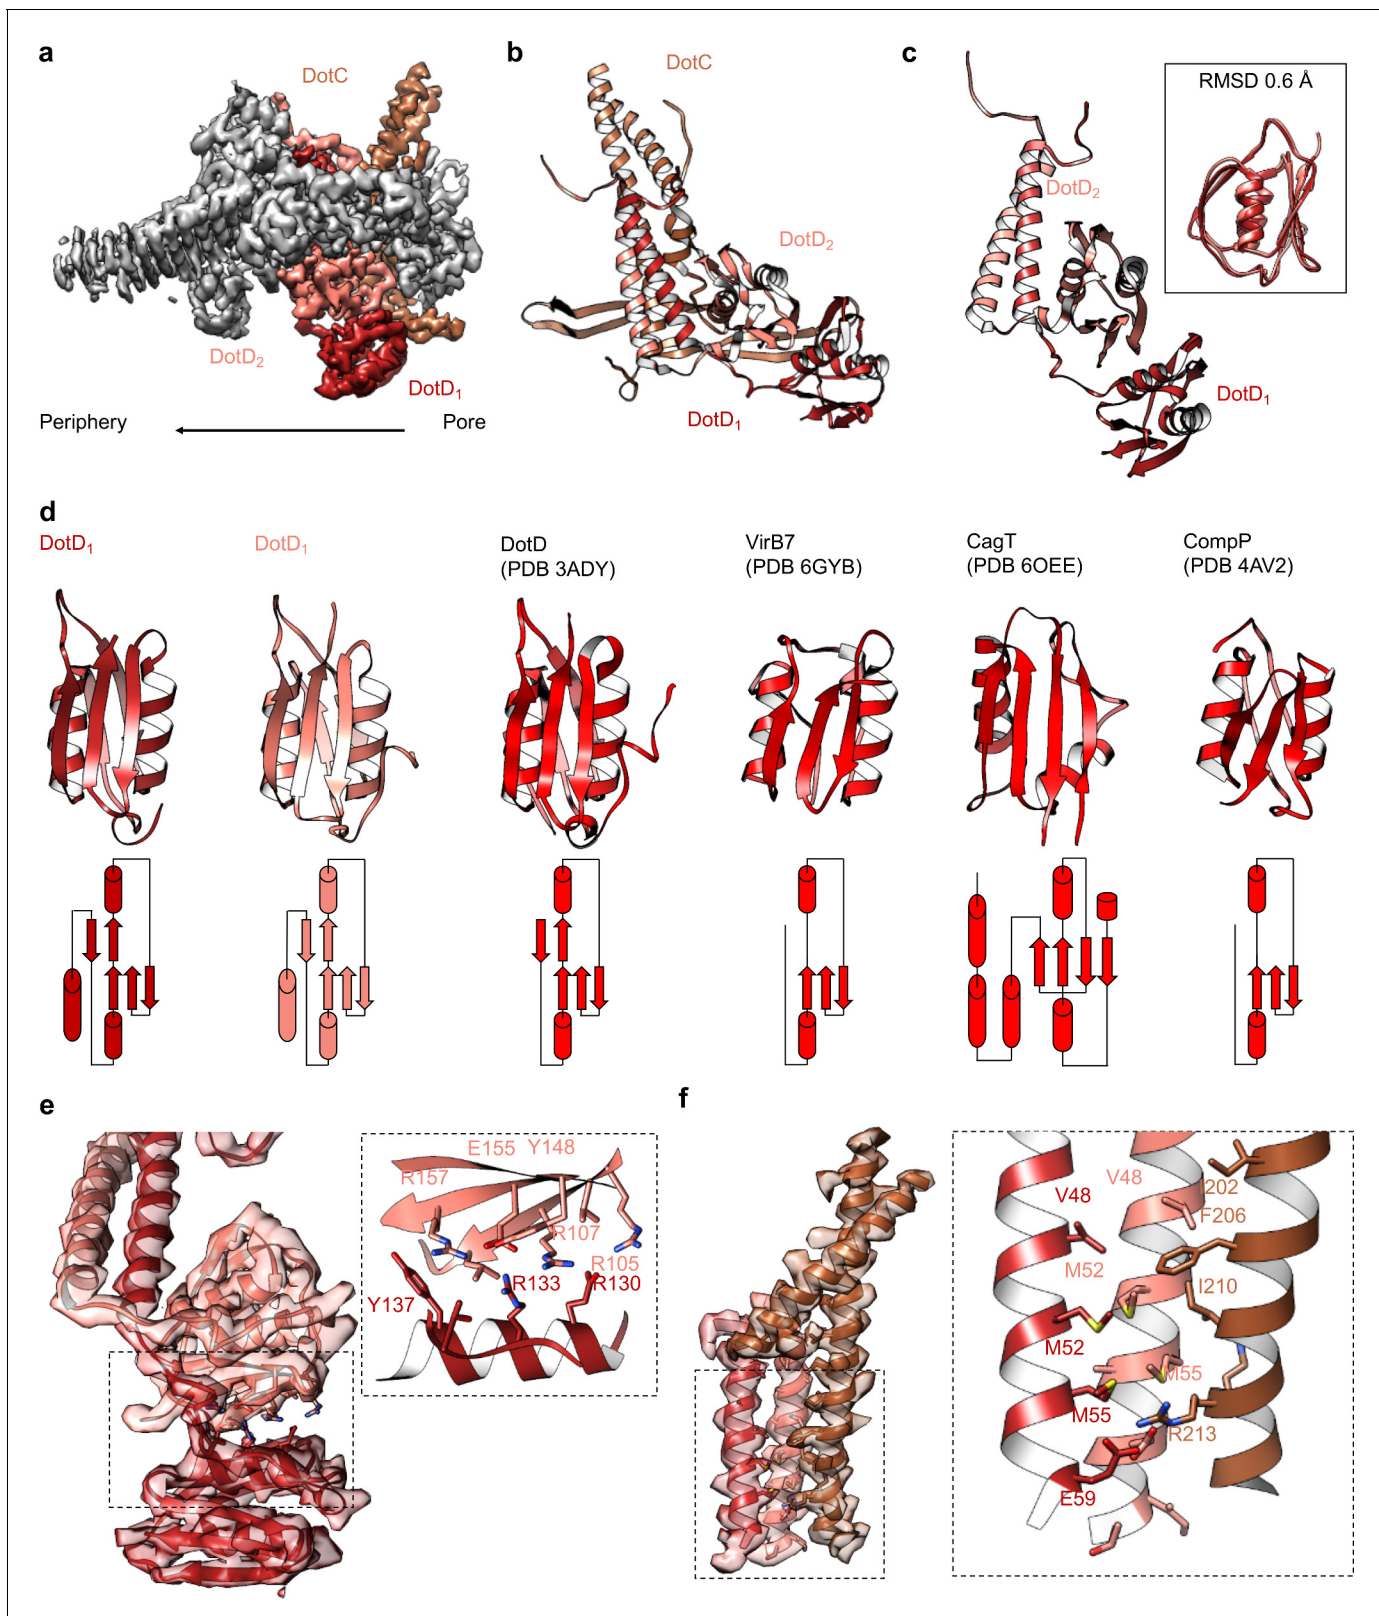 a
DotC
DotD2
DotD1
Periphery
Pore
b
DotC
DotD2
DotD1
c
RMSD 0.6 Å
DotD2
DotD1
d
DotD1
DotD1
DotD
(PDB 3ADY)
VirB7
(PDB 6GYB)
CagT
(PDB 6OEE)
CompP
(PDB 4AV2)
e
E155 Y148
R157
R107
R105
R133
R130
Y137
f
V48
V48
I202
F206
M52
I210
M52
M55
M55
R213
E59